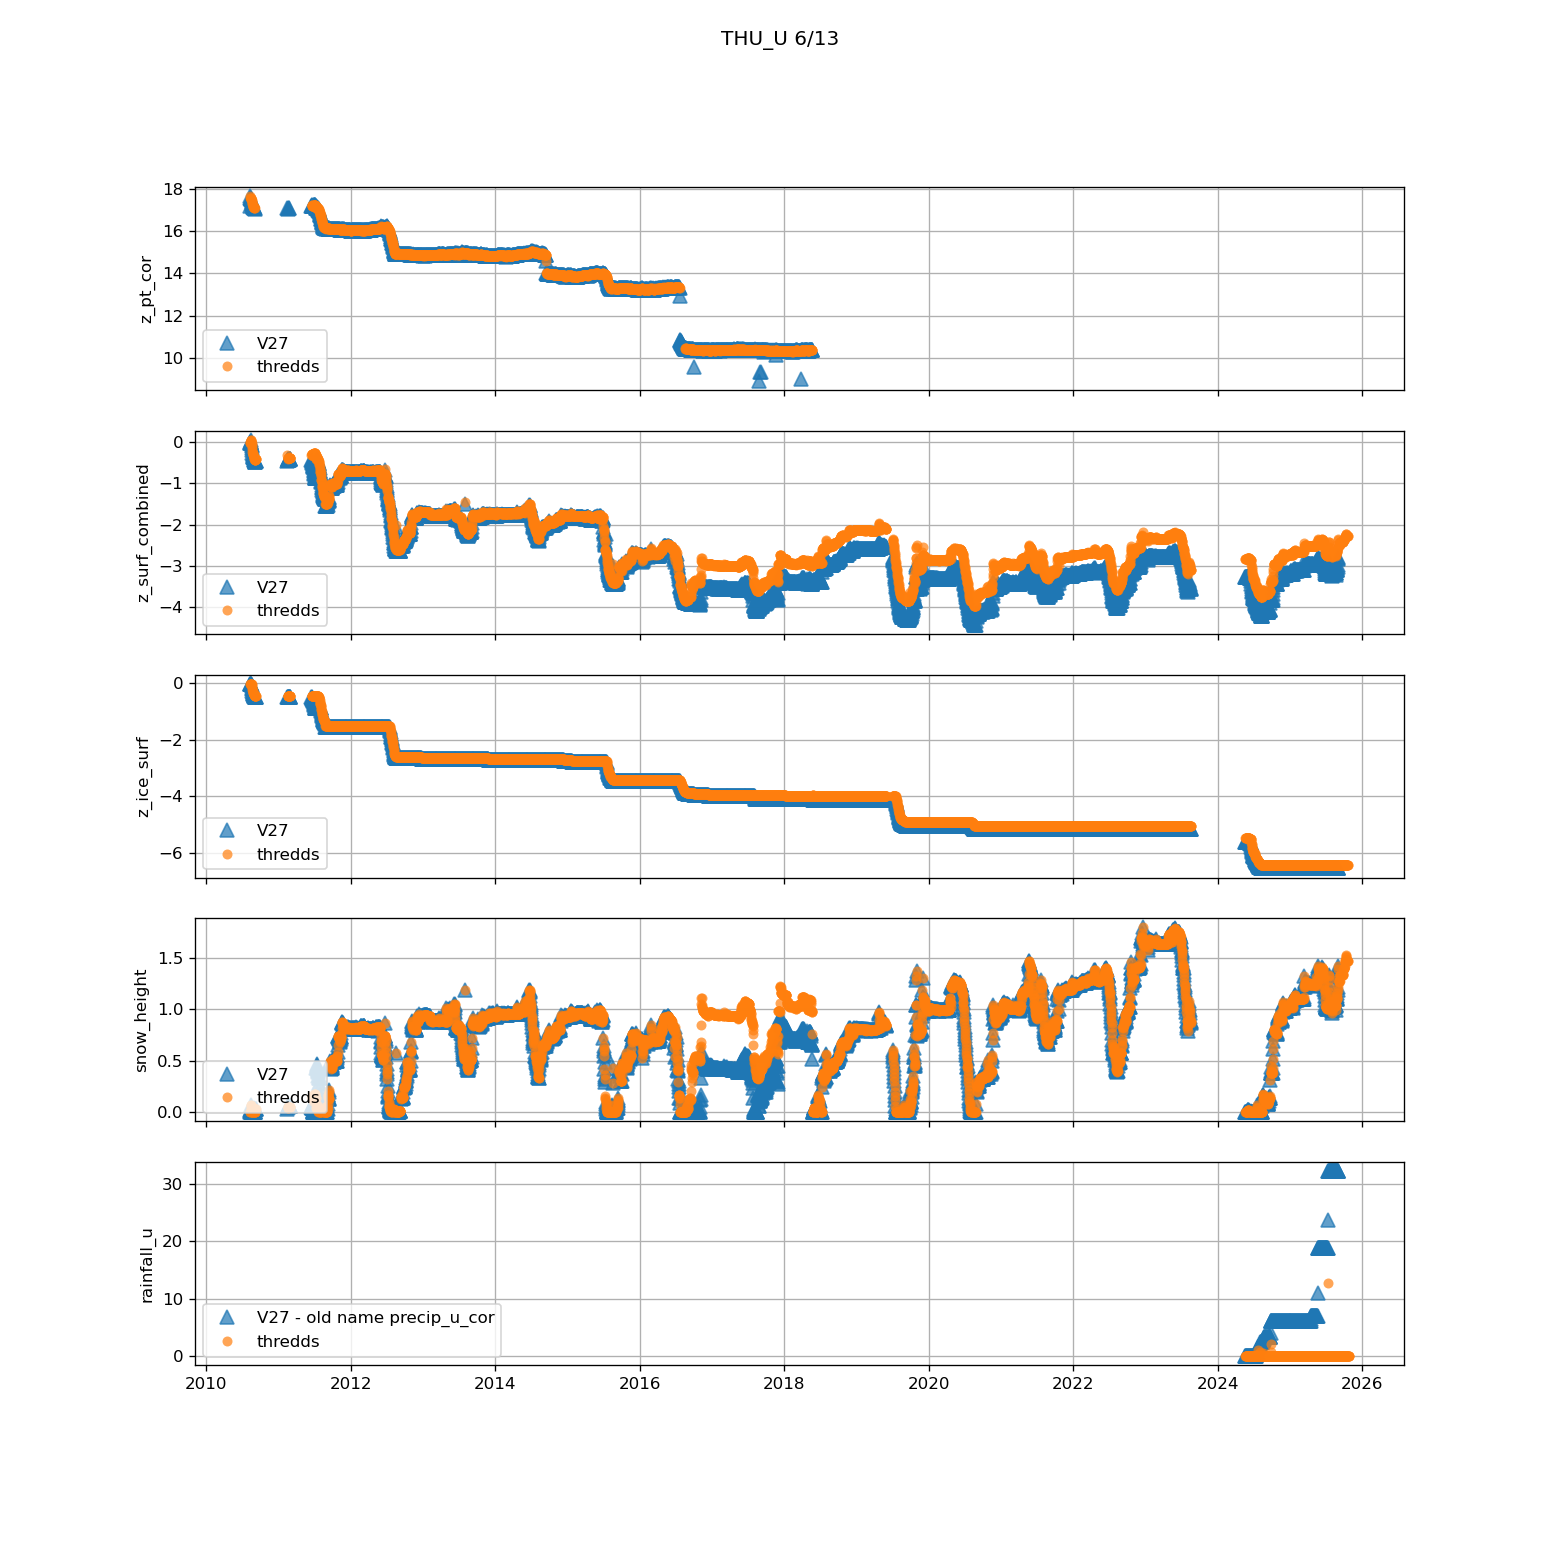 THU_U 6/13
z_pt_cor
18
16
14
12
10
V27
thredds
z_surf_combined
0
−1
−2
−3
−4
V27
thredds
z_ice_surf
0
−2
−4
−6
V27
thredds
snow_height
1.5
1.0
0.5
0.0
V27
thredds
rainfall_u
30
20
10
0
V27 - old name precip_u_cor
thredds
2010 2012 2014 2016 2018 2020 2022 2024 2026